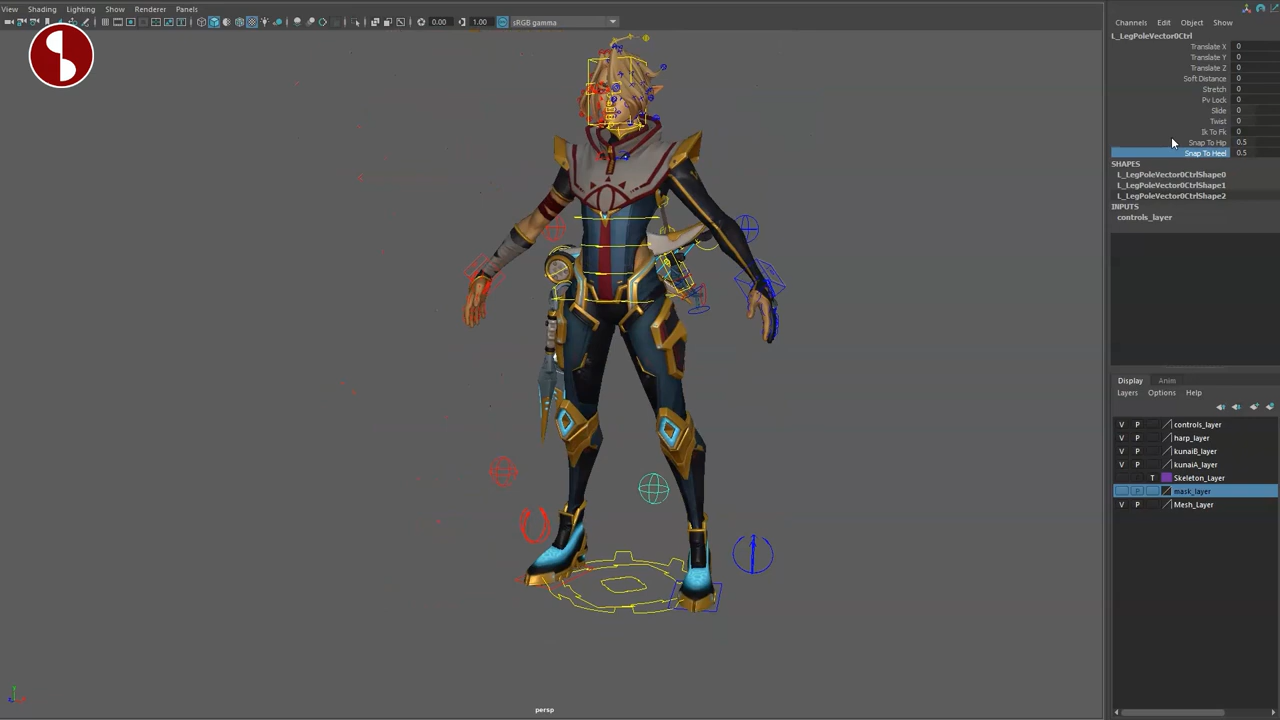 View Shading Lighting Show Renderer Panels
0.00 1.00 sRGB gamma
Channels Edit Object Show
L_LegPoleVector0Ctrl
Translate X 0
Translate Y 0
Translate Z 0
Soft Distance 0
Stretch 0
Pv Lock 0
Slide 0
Twist 0
Ik To Fk 0
Snap To Hip 0.5
Snap To Heel 0.5
SHAPES
L_LegPoleVector0CtrlShape0
L_LegPoleVector0CtrlShape1
L_LegPoleVector0CtrlShape2
INPUTS
controls_layer
Display Anim
Layers Options Help
V P controls_layer
V P harp_layer
V P kunaiB_layer
V P kunaiA_layer
T Skeleton_Layer
P mask_layer
V P Mesh_Layer
persp